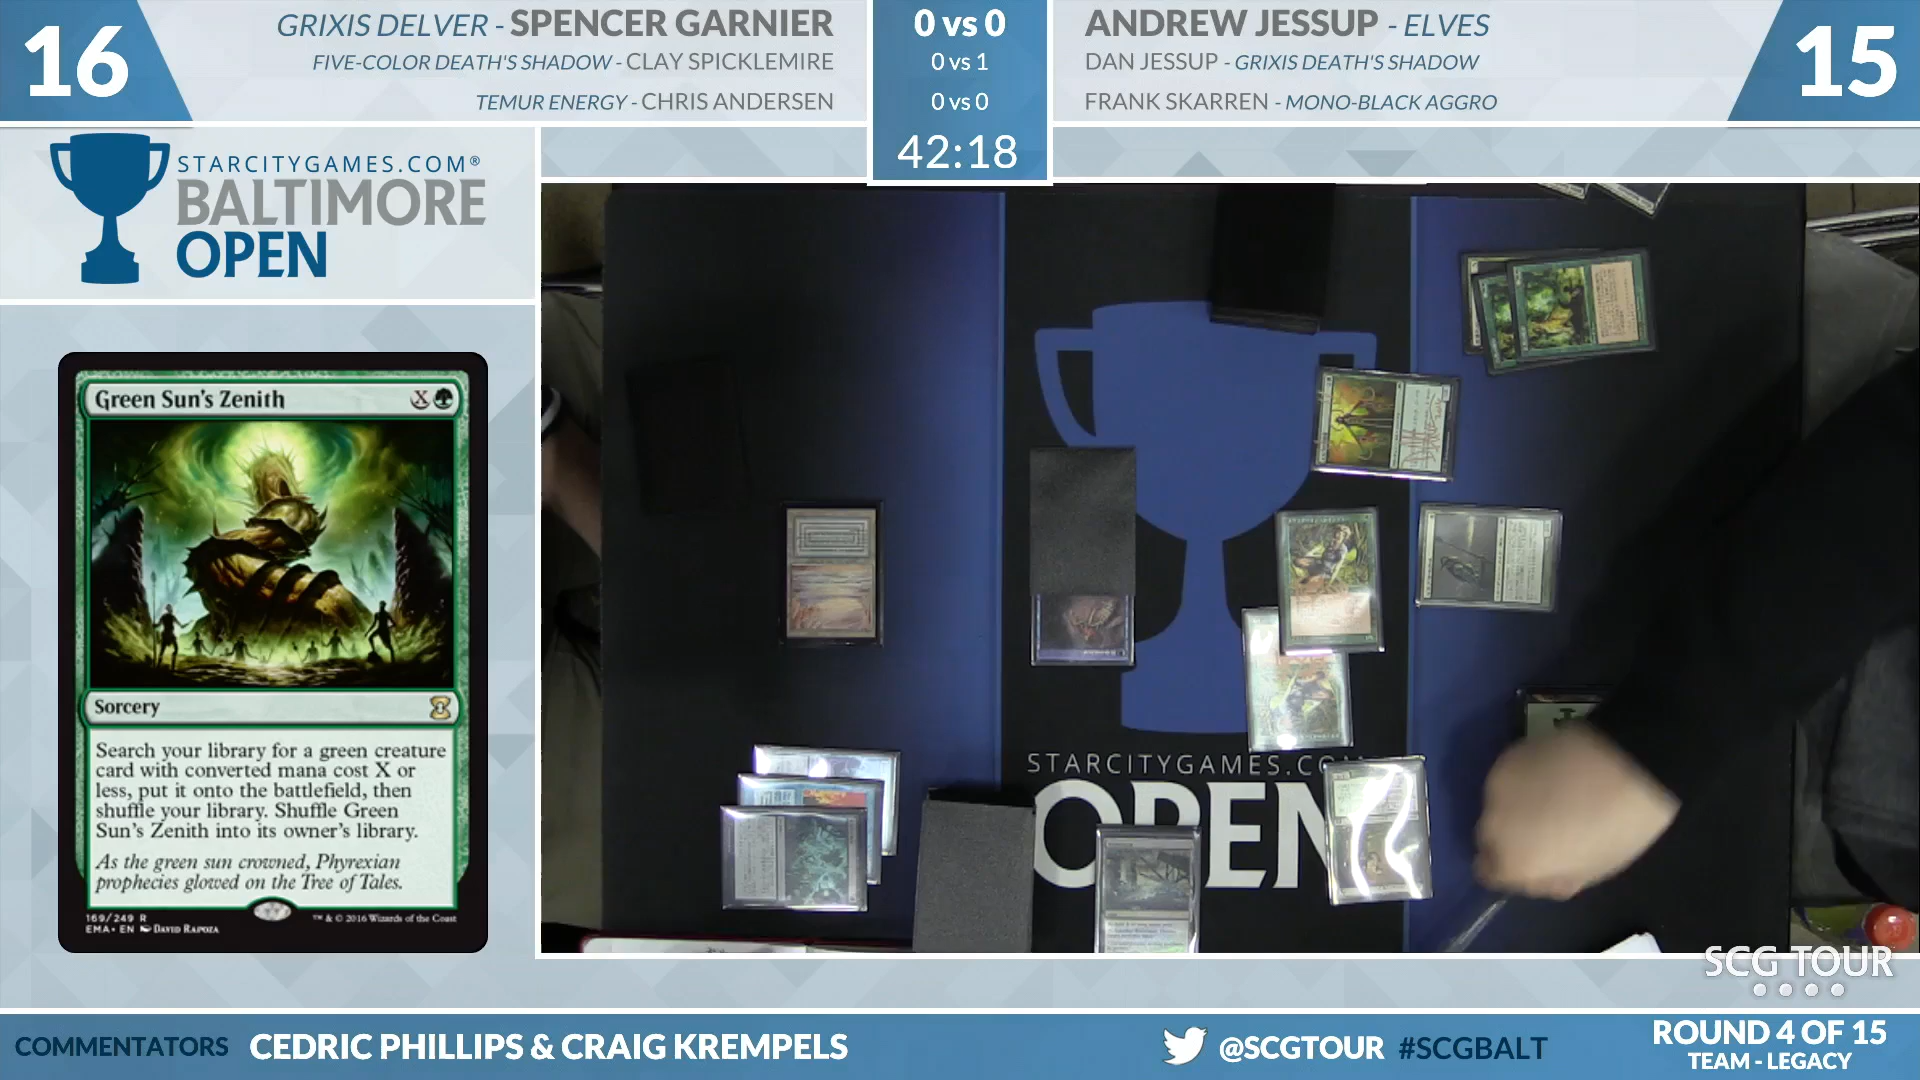 16
GRIXIS DELVER - SPENCER GARNIER
FIVE-COLOR DEATH'S SHADOW - CLAY SPICKLEMIRE
TEMUR ENERGY - CHRIS ANDERSEN
0 vs 0
0 vs 1
0 vs 0
42:18
ANDREW JESSUP - ELVES
DAN JESSUP - GRIXIS DEATH'S SHADOW
FRANK SKARREN - MONO-BLACK AGGRO
15
STARCITYGAMES.COM®
BALTIMORE
OPEN
Green Sun's Zenith X
Sorcery
Search your library for a green creature
card with converted mana cost X or
less, put it onto the battlefield, then
shuffle your library. Shuffle Green
Sun's Zenith into its owner's library.
As the green sun crowned, Phyrexian
prophecies glowed on the Tree of Tales.
169/249 R
EMA • EN DAVID RAPOZA
™ & © 2016 Wizards of the Coast
STARCITYGAMES.CO
OPEN
SCG TOUR
COMMENTATORS CEDRIC PHILLIPS & CRAIG KREMPELS
@SCGTOUR #SCGBALT
ROUND 4 OF 15
TEAM - LEGACY